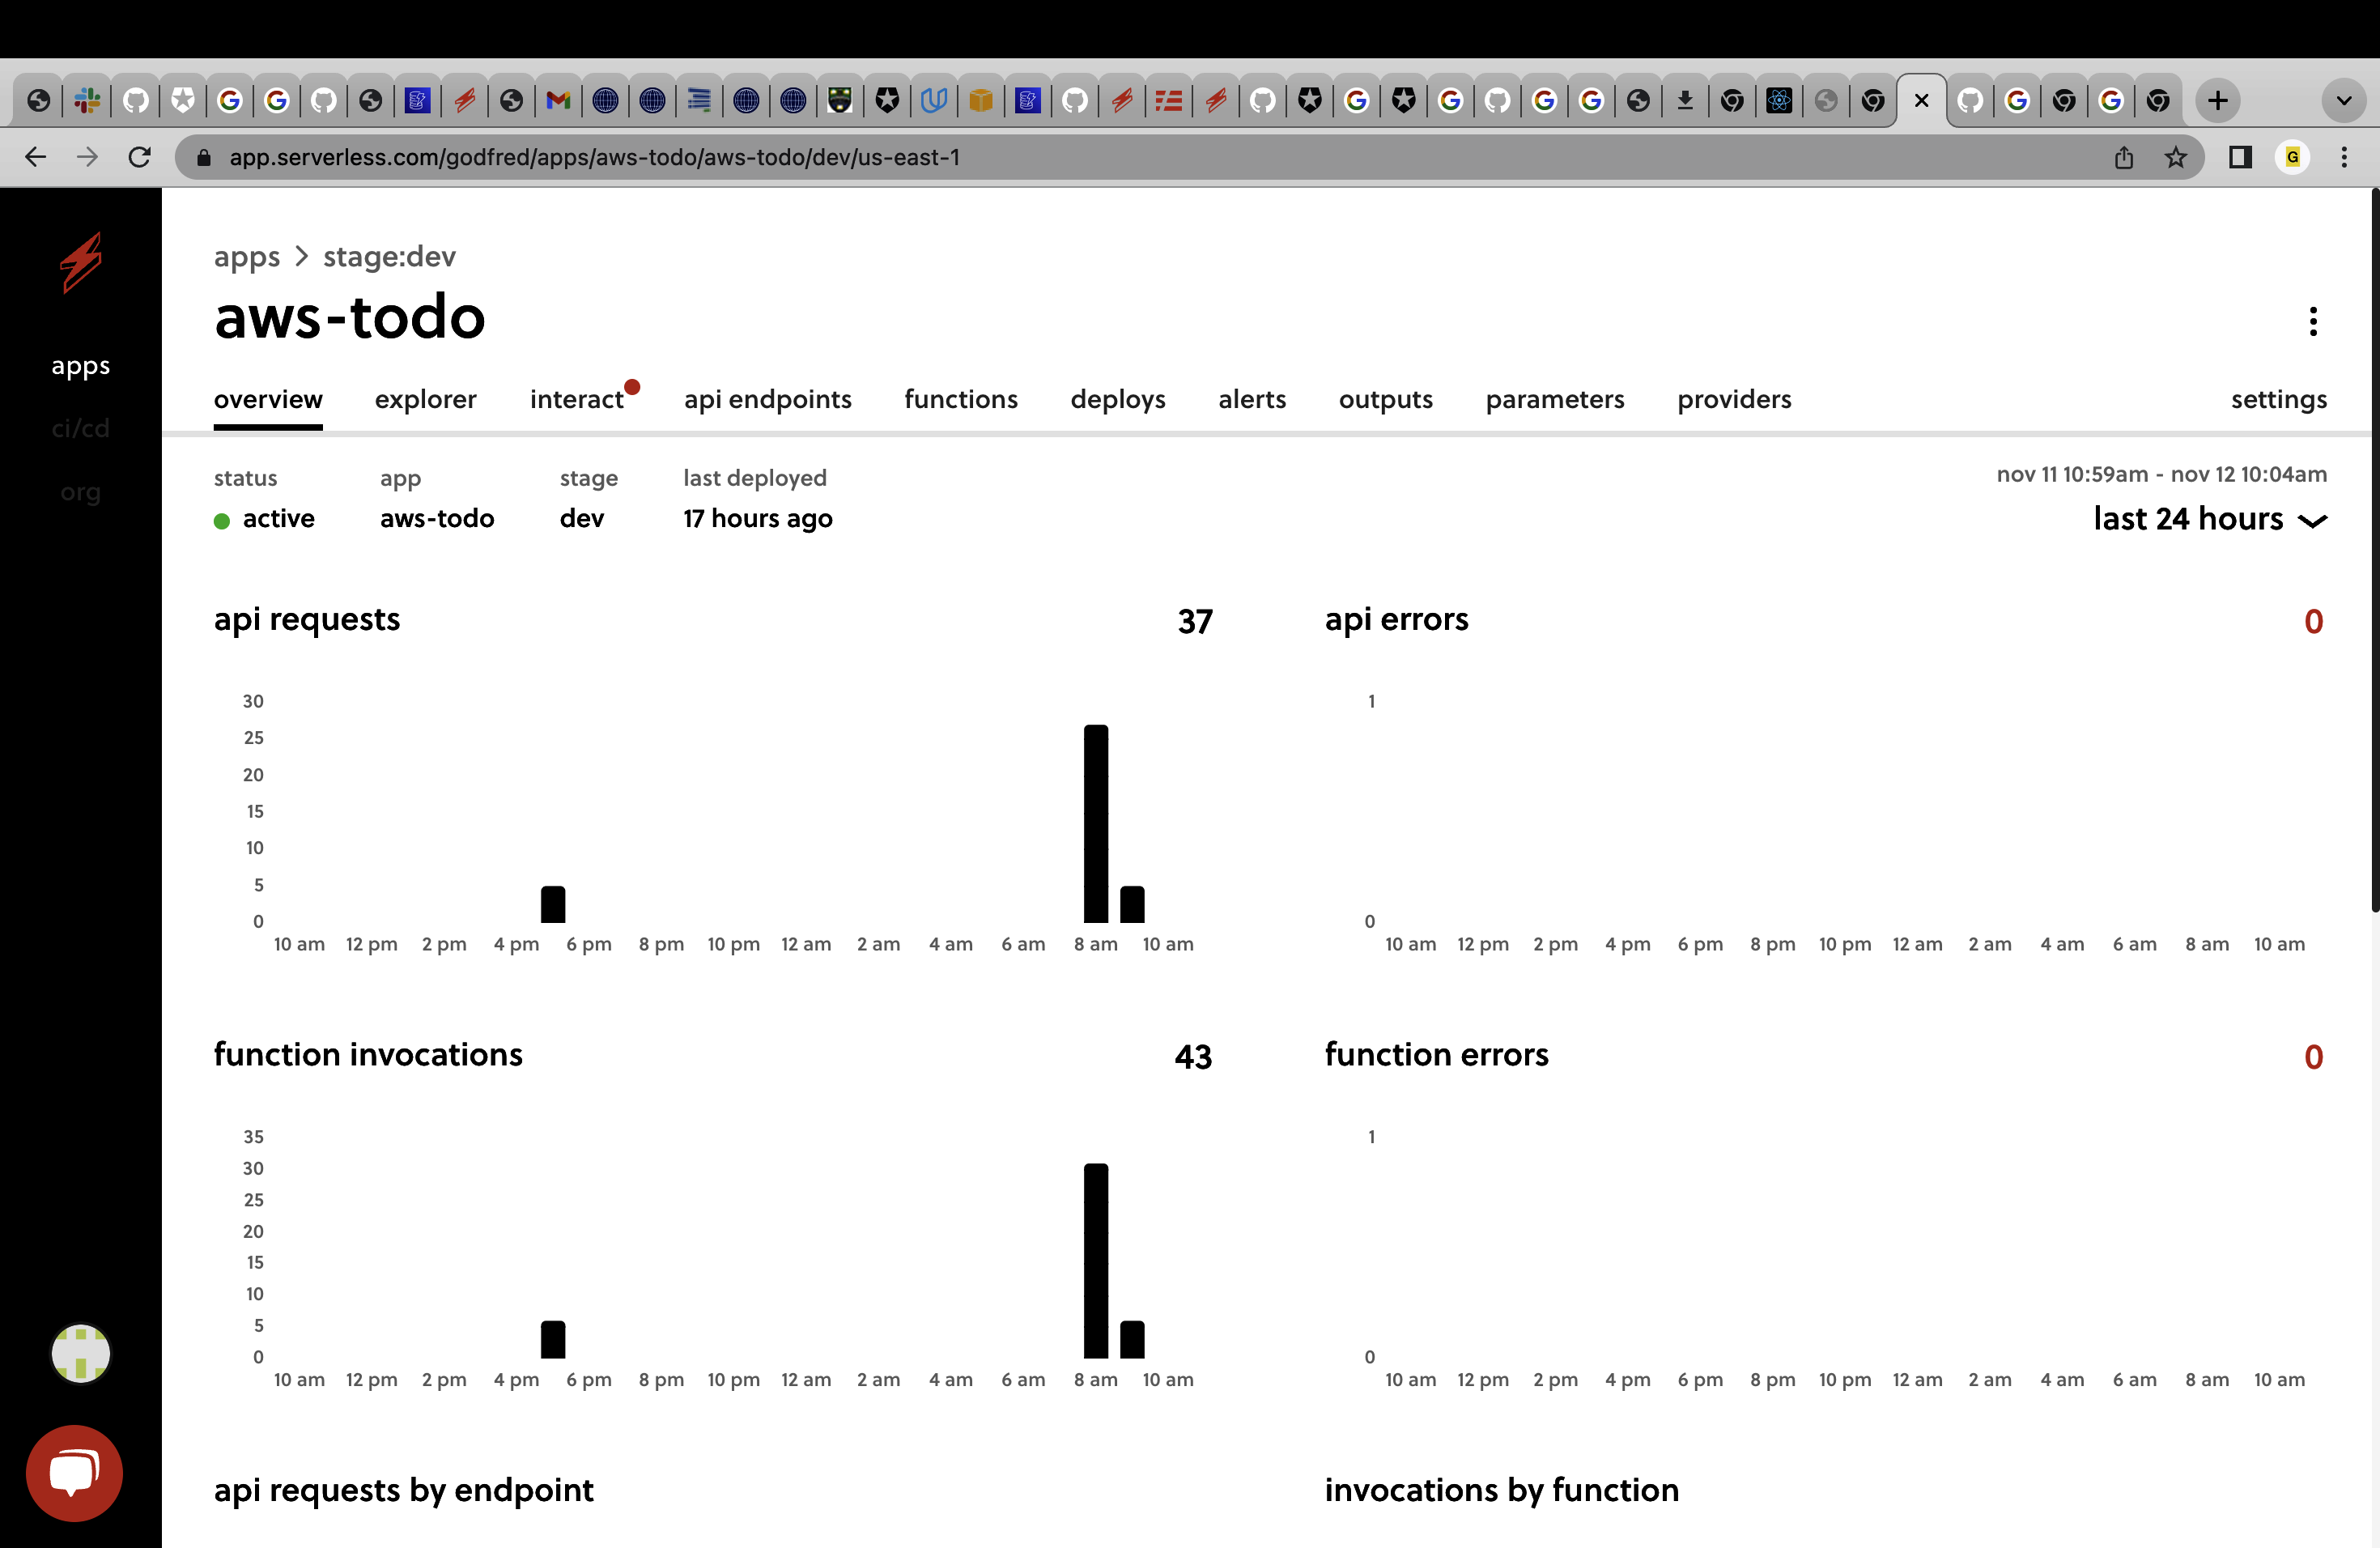 app.serverless.com/godfred/apps/aws-todo/aws-todo/dev/us-east-1
G
apps
ci/cd
org
apps > stage:dev
aws-todo
overview explorer interact api endpoints functions deploys alerts outputs parameters providers settings
status app stage last deployed
active aws-todo dev 17 hours ago
nov 11 10:59am - nov 12 10:04am
last 24 hours
api requests 37
30
25
20
15
10
5
0
10 am 12 pm 2 pm 4 pm 6 pm 8 pm 10 pm 12 am 2 am 4 am 6 am 8 am 10 am
api errors 0
1
0
10 am 12 pm 2 pm 4 pm 6 pm 8 pm 10 pm 12 am 2 am 4 am 6 am 8 am 10 am
function invocations 43
35
30
25
20
15
10
5
0
10 am 12 pm 2 pm 4 pm 6 pm 8 pm 10 pm 12 am 2 am 4 am 6 am 8 am 10 am
function errors 0
1
0
10 am 12 pm 2 pm 4 pm 6 pm 8 pm 10 pm 12 am 2 am 4 am 6 am 8 am 10 am
api requests by endpoint
invocations by function